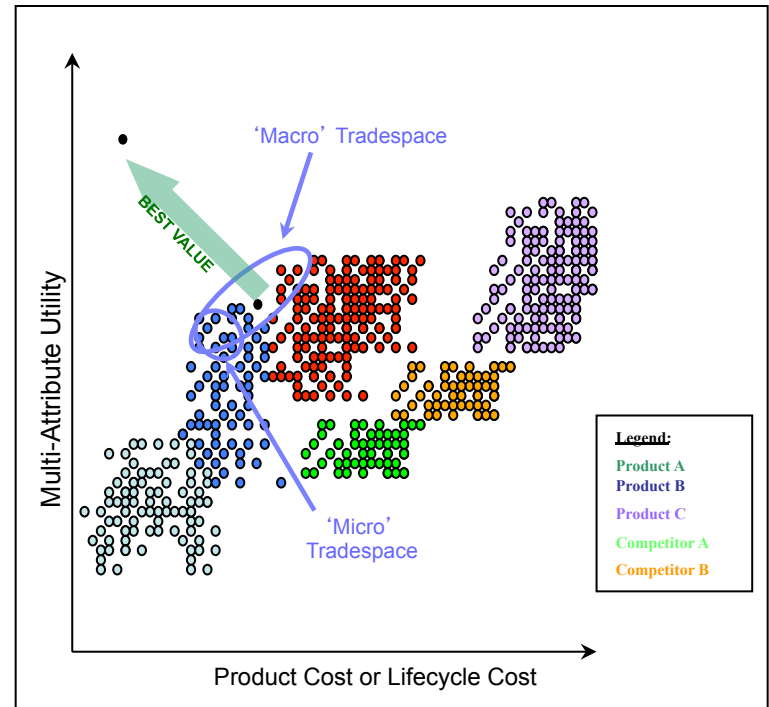 ‘Macro’ Tradespace
BEST VALUE
Multi-Attribute Utility
‘Micro’
Tradespace
Legend:
Product A
Product B
Product C
Competitor A
Competitor B
Product Cost or Lifecycle Cost